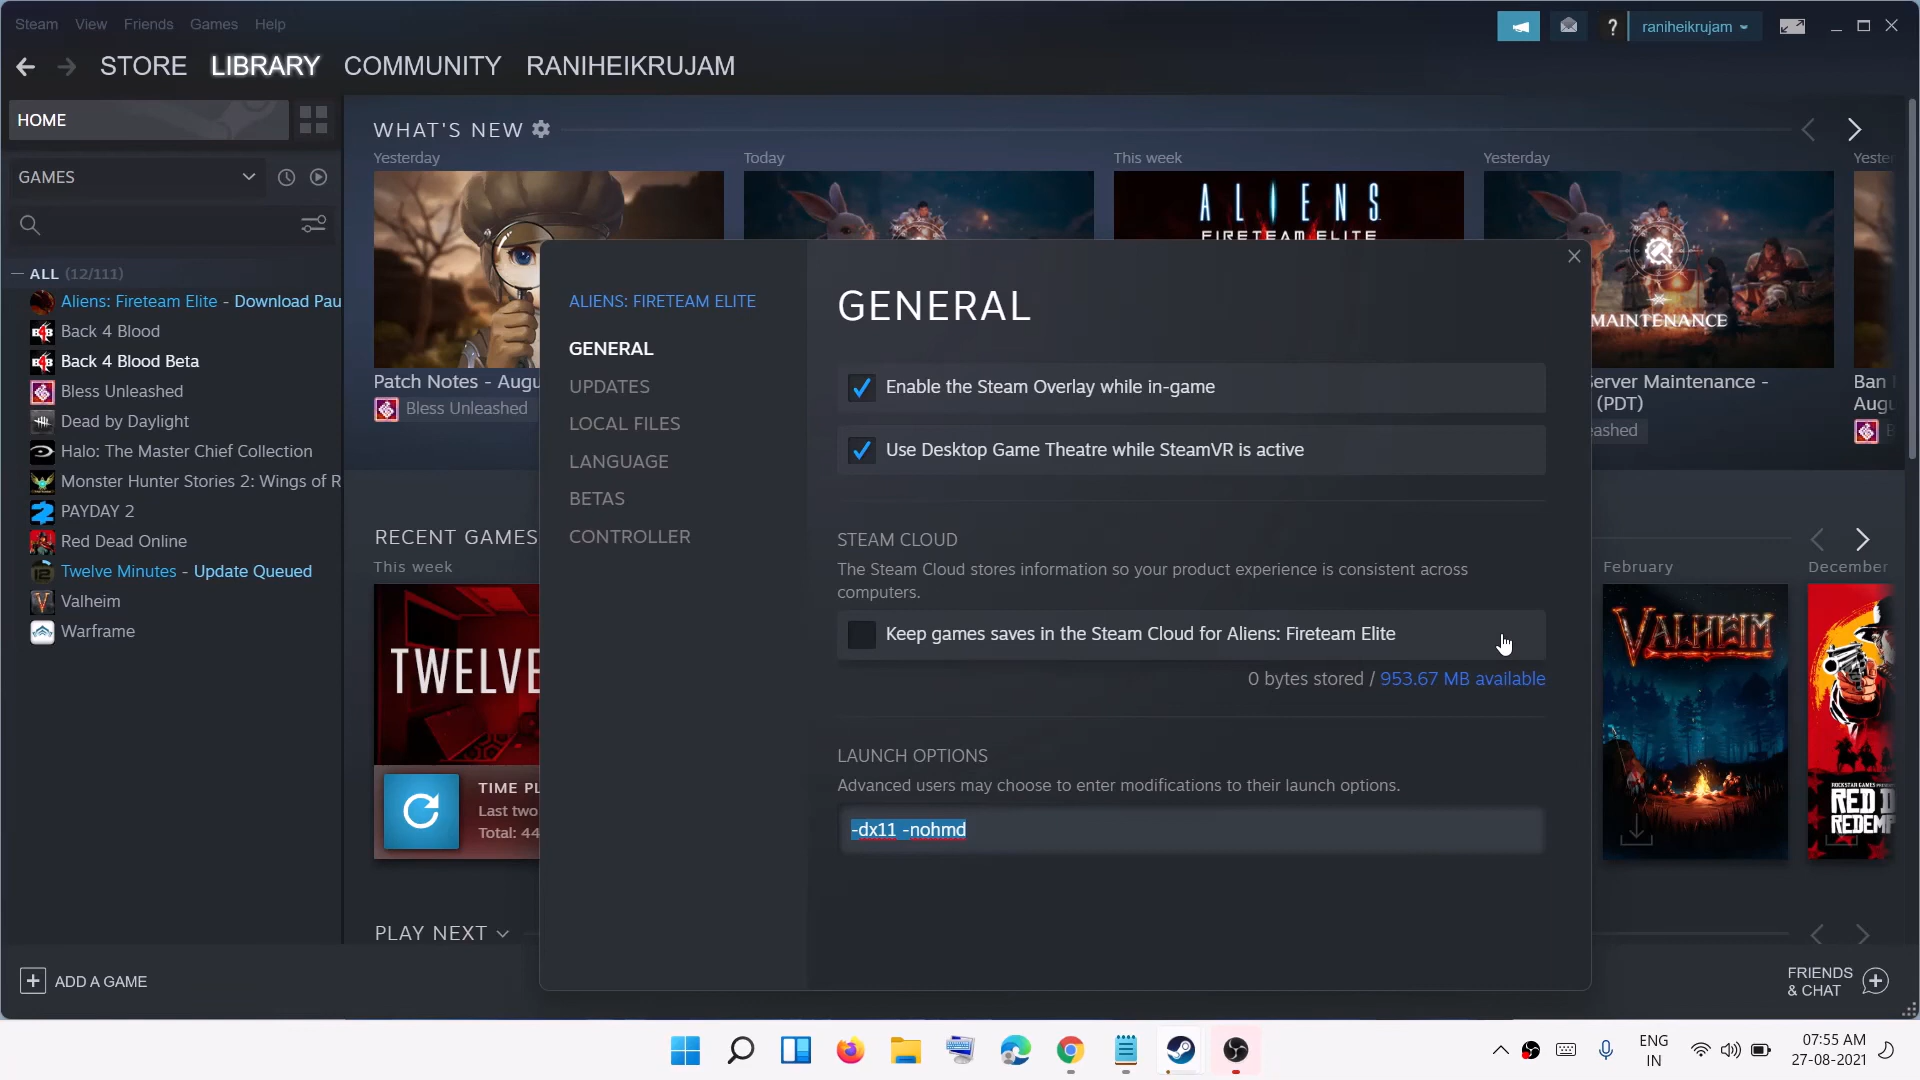 Steam View Friends Games Help
raniheikrujam
STORE LIBRARY COMMUNITY RANIHEIKRUJAM
HOME
GAMES
ALL (12/111)
Aliens: Fireteam Elite - Download Pau
Back 4 Blood
Back 4 Blood Beta
Bless Unleashed
Dead by Daylight
Halo: The Master Chief Collection
Monster Hunter Stories 2: Wings of R
PAYDAY 2
Red Dead Online
Twelve Minutes - Update Queued
Valheim
Warframe
ADD A GAME
WHAT'S NEW
Yesterday
Today
This week
Yesterday
Yester
ALIENS
FIRETEAM ELITE
MAINTENANCE
Patch Notes - Augu
Bless Unleashed
Server Maintenance -
(PDT)
eashed
Ban
Augu
B
RECENT GAMES
This week
TWELVE
TIME PL
Last two
Total: 44
PLAY NEXT
February
December
VALHEIM
ROCKSTAR GAMES
RED D
REDEMP
ALIENS: FIRETEAM ELITE
GENERAL
UPDATES
LOCAL FILES
LANGUAGE
BETAS
CONTROLLER
GENERAL
Enable the Steam Overlay while in-game
Use Desktop Game Theatre while SteamVR is active
STEAM CLOUD
The Steam Cloud stores information so your product experience is consistent across
computers.
Keep games saves in the Steam Cloud for Aliens: Fireteam Elite
0 bytes stored / 953.67 MB available
LAUNCH OPTIONS
Advanced users may choose to enter modifications to their launch options.
-dx11 -nohmd
FRIENDS
& CHAT
ENG
IN
07:55 AM
27-08-2021